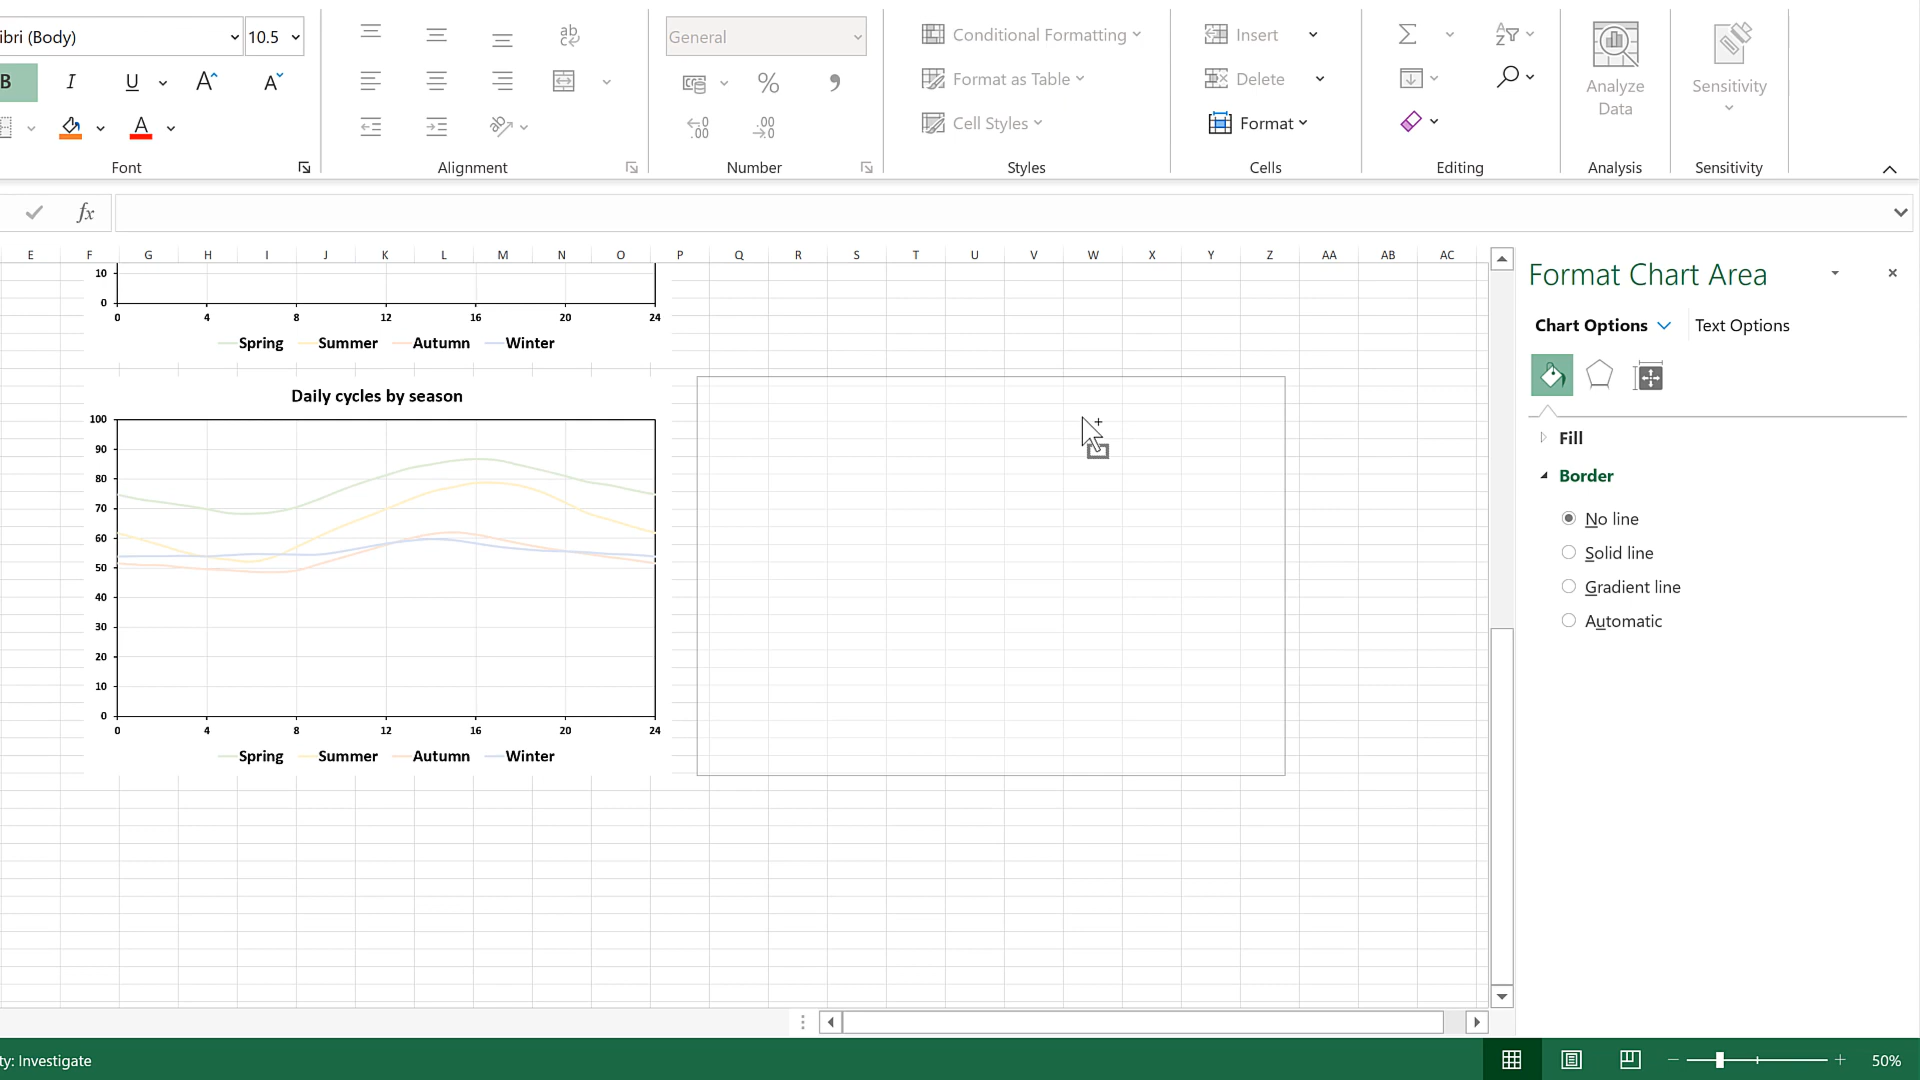 ibri (Body) 10.5
B I U A A
A
ab c
General
% 9
.00 .00
Conditional Formatting
Format as Table
Cell Styles
Insert
Delete
Format
Σ
A Z
Analyze
Data
Sensitivity
Font Alignment Number Styles Cells Editing Analysis Sensitivity
fx
E F G H I J K L M N O P Q R S T U V W X Y Z AA AB AC
10
0
0 4 8 12 16 20 24
Spring Summer Autumn Winter
Daily cycles by season
100
90
80
70
60
50
40
30
20
10
0
0 4 8 12 16 20 24
Spring Summer Autumn Winter
Format Chart Area
Chart Options Text Options
Fill
Border
No line
Solid line
Gradient line
Automatic
ty: Investigate
50%